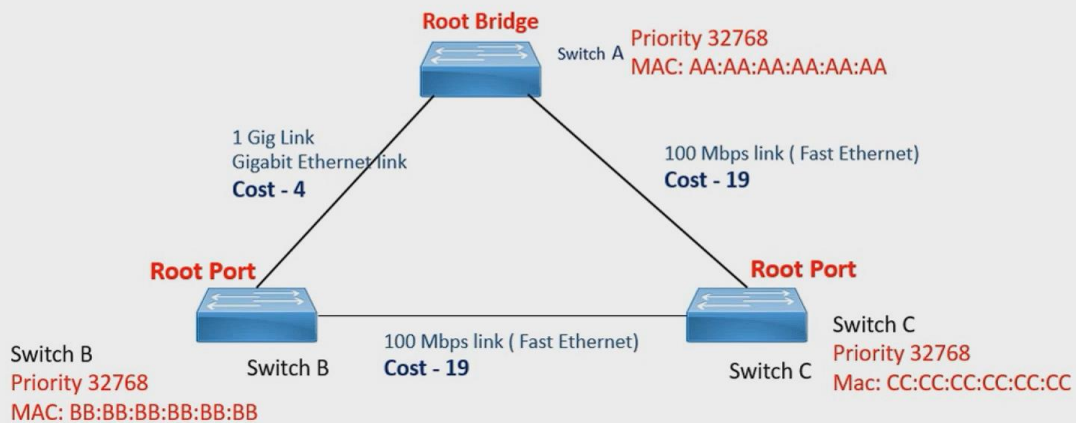 Root Bridge
Switch A
Priority 32768
MAC: AA:AA:AA:AA:AA:AA
1 Gig Link
Gigabit Ethernet link
Cost - 4
100 Mbps link ( Fast Ethernet)
Cost - 19
Root Port
Root Port
100 Mbps link ( Fast Ethernet)
Cost - 19
Switch B
Switch B
Priority 32768
MAC: BB:BB:BB:BB:BB:BB
Switch C
Switch C
Priority 32768
Mac: CC:CC:CC:CC:CC:CC